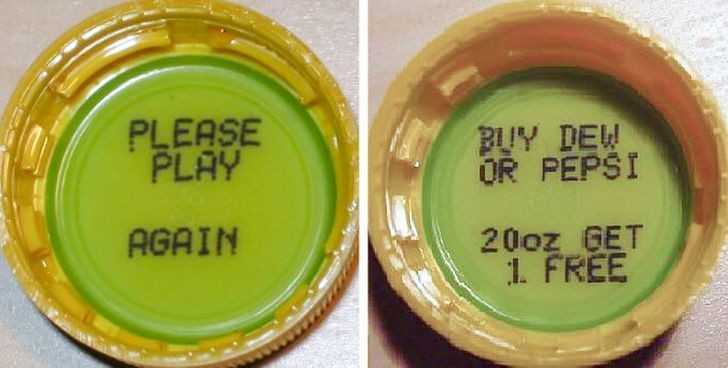 PLEASE
PLAY
AGAIN
BUY DEW
OR PEPSI
20oz GET
1 FREE